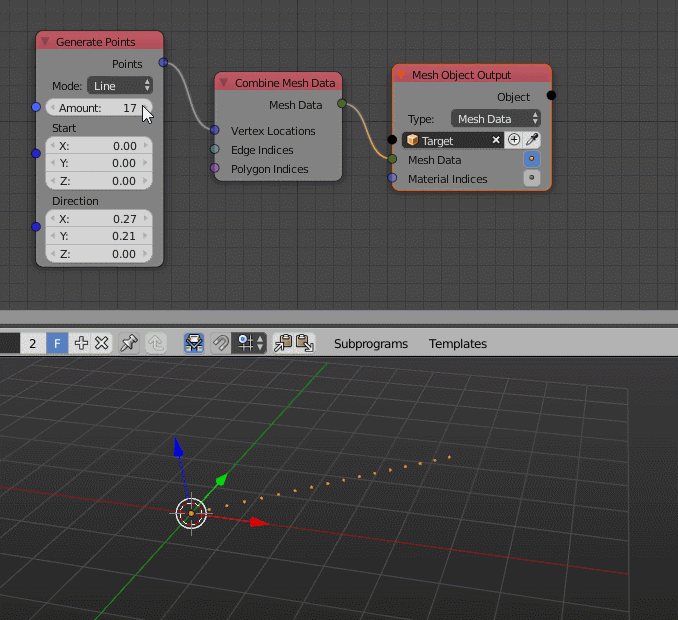 Generate Points
Points
Mode: Line
Amount: 17
Start
X: 0.00
Y: 0.00
Z: 0.00
Direction
X: 0.27
Y: 0.21
Z: 0.00
Combine Mesh Data
Mesh Data
Vertex Locations
Edge Indices
Polygon Indices
Mesh Object Output
Object
Type: Mesh Data
Target
Mesh Data
Material Indices
2 F Subprograms Templates